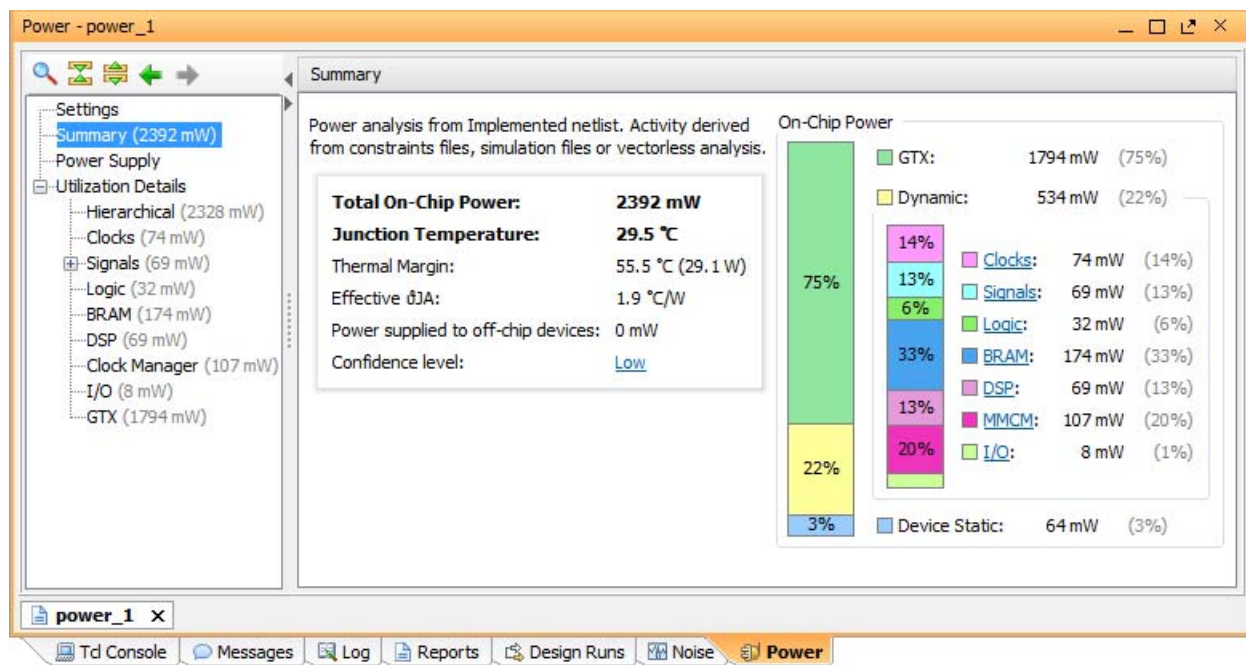 Power - power_1
Settings
Summary (2392 mW)
Power Supply
Utilization Details
Hierarchical (2328 mW)
Clocks (74 mW)
Signals (69 mW)
Logic (32 mW)
BRAM (174 mW)
DSP (69 mW)
Clock Manager (107 mW)
I/O (8 mW)
GTX (1794 mW)
Summary
Power analysis from Implemented netlist. Activity derived
from constraints files, simulation files or vectorless analysis.
Total On-Chip Power: 2392 mW
Junction Temperature: 29.5 °C
Thermal Margin: 55.5 °C (29.1 W)
Effective ϑJA: 1.9 °C/W
Power supplied to off-chip devices: 0 mW
Confidence level: Low
On-Chip Power
75%
22%
3%
GTX: 1794 mW (75%)
Dynamic: 534 mW (22%)
14%
13%
6%
33%
13%
20%
Clocks: 74 mW (14%)
Signals: 69 mW (13%)
Logic: 32 mW (6%)
BRAM: 174 mW (33%)
DSP: 69 mW (13%)
MMCM: 107 mW (20%)
I/O: 8 mW (1%)
Device Static: 64 mW (3%)
power_1
Tcl Console Messages Log Reports Design Runs Noise Power